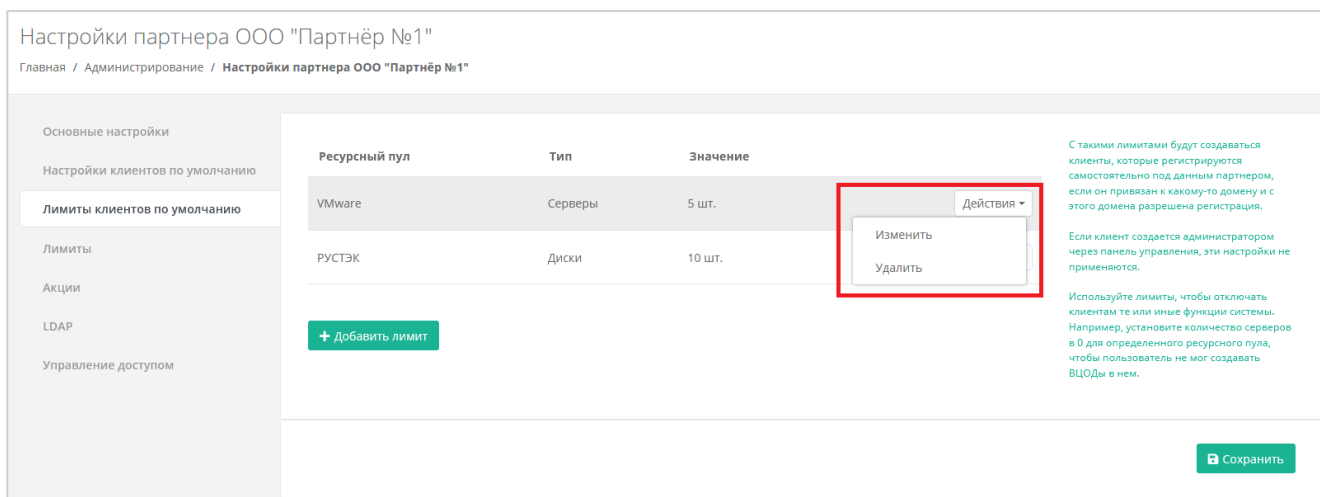 Настройки партнера ООО "Партнёр №1"
Главная / Администрирование / Настройки партнера ООО "Партнёр №1"
Основные настройки
Настройки клиентов по умолчанию
Лимиты клиентов по умолчанию
Лимиты
Акции
LDAP
Управление доступом
Ресурсный пул Тип Значение
VMware Серверы 5 шт. Действия
Изменить
Удалить
РУСТЭК Диски 10 шт.
+ Добавить лимит
С такими лимитами будут создаваться
клиенты, которые регистрируются
самостоятельно под данным партнером,
если он привязан к какому-то домену и с
этого домена разрешена регистрация.
Если клиент создается администратором
через панель управления, эти настройки не
применяются.
Используйте лимиты, чтобы отключать
клиентам те или иные функции системы.
Например, установите количество серверов
в 0 для определенного ресурсного пула,
чтобы пользователь не мог создавать
ВЦОДы в нем.
Сохранить